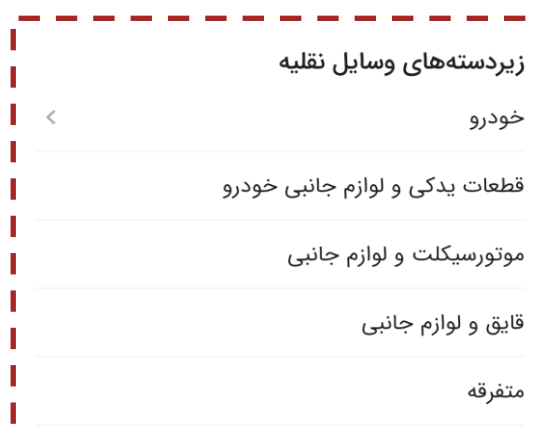 زیردسته‌های وسایل نقلیه
خودرو
قطعات یدکی و لوازم جانبی خودرو
موتورسیکلت و لوازم جانبی
قایق و لوازم جانبی
متفرقه